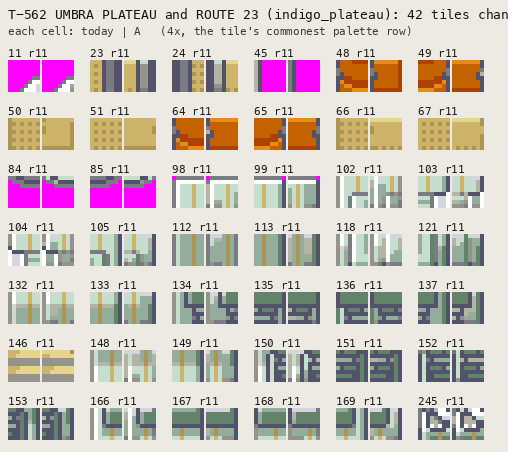 T−562 UMBRA PLATEAU and ROUTE 23 (indigo_plateau): 42 tiles chan
each cell: today | A   (4x, the tile's commonest palette row)
11 r11 23 r11 24 r11 45 r11 48 r11 49 r11
50 r11 51 r11 64 r11 65 r11 66 r11 67 r11
84 r11 85 r11 98 r11 99 r11 102 r11 103 r11
104 r11 105 r11 112 r11 113 r11 118 r11 121 r11
132 r11 133 r11 134 r11 135 r11 136 r11 137 r11
146 r11 148 r11 149 r11 150 r11 151 r11 152 r11
153 r11 166 r11 167 r11 168 r11 169 r11 245 r11